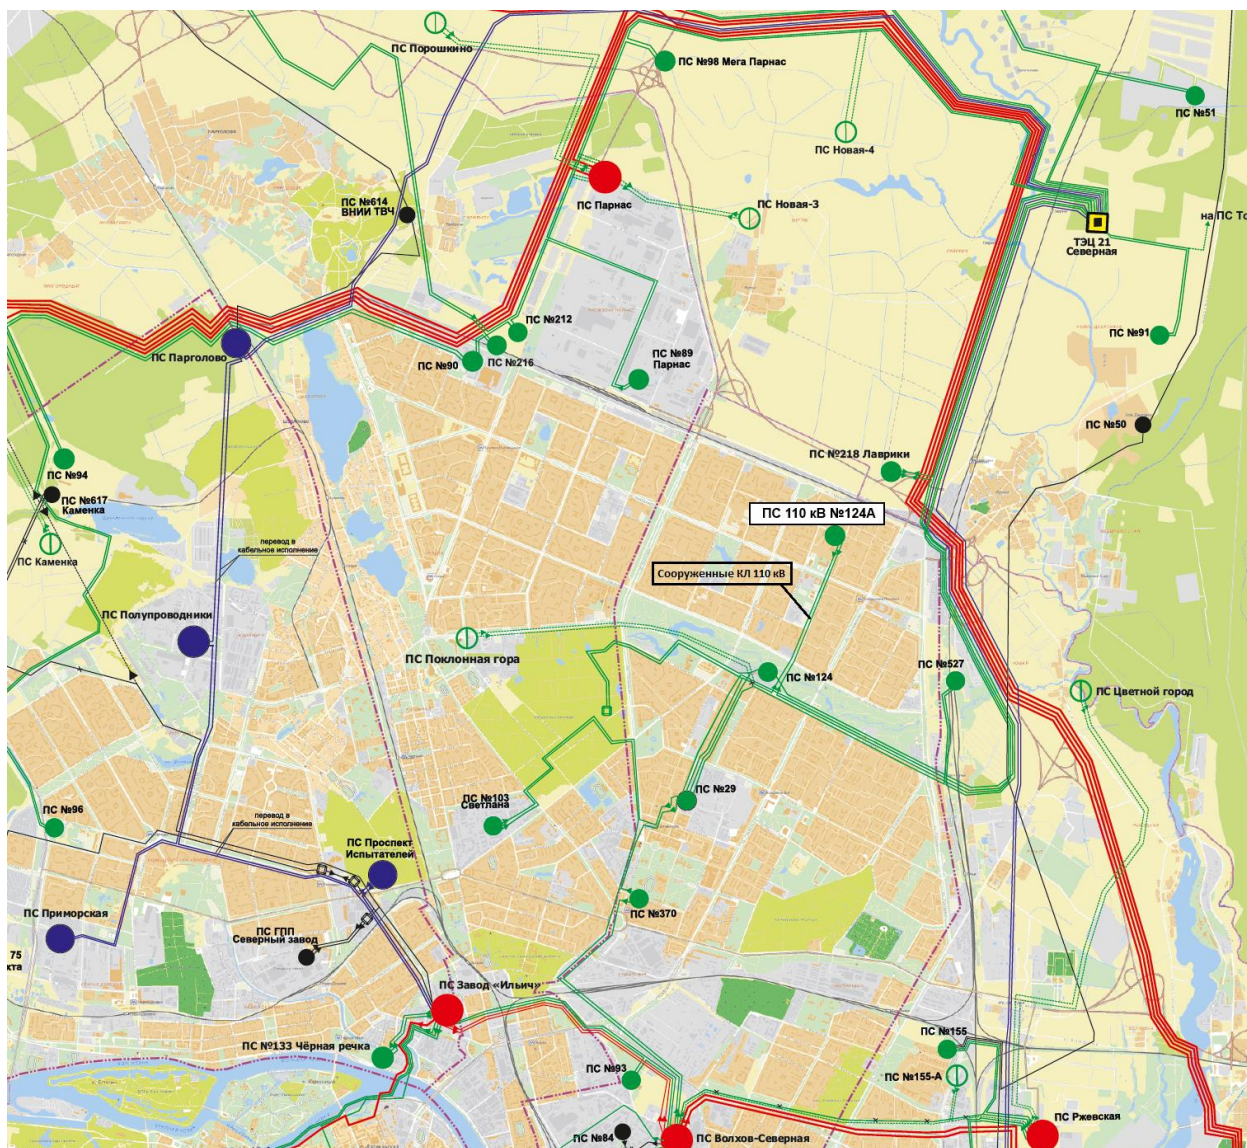 ПС Порошкино
ПС №98 Мега Парнас
ПС №51
ПС Новая-4
ПС №614
ВНИИ ТВЧ
ПС Парнас
ПС Новая-3
на ПС То
ТЭЦ 21
Северная
ПС №212
ПС №91
ПС Парголово
ПС №90
ПС №216
ПС №89
Парнас
ПС №50
ПС №218 Лаврики
ПС №94
ПС №617
Каменка
ПС 110 кВ №124А
перевод в
кабельное исполнение
ПС Каменка
Сооруженные КЛ 110 кВ
ПС Полупроводники
ПС Поклонная гора
ПС №124
ПС №527
ПС Цветной город
ПС №29
ПС №103
Светлана
ПС №96
перевод в
кабельное исполнение
ПС Проспект
Испытателей
ПС №370
ПС Приморская
ПС ГПП
Северный завод
75
хта
ПС Завод «Ильич»
ПС №155
ПС №133 Чёрная речка
ПС №93
ПС №155-А
ПС Ржевская
ПС №84
ПС Волхов-Северная